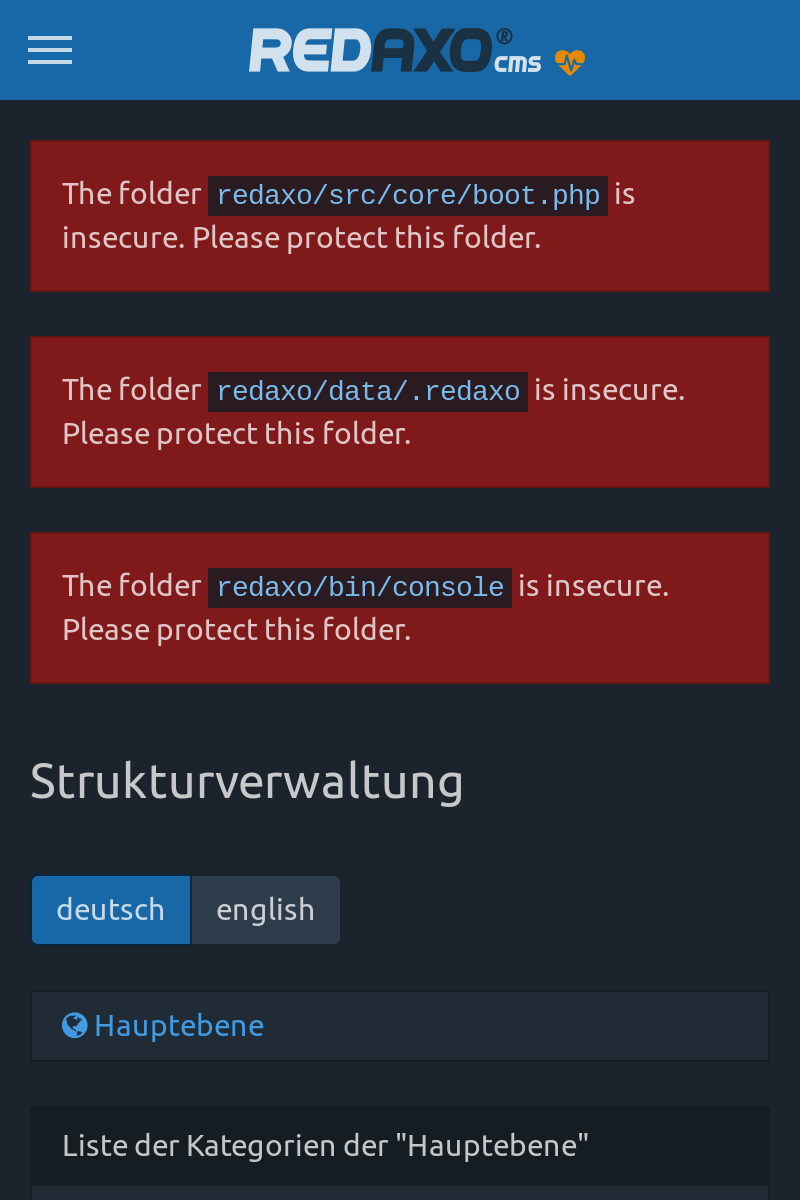 REDAXO® cms
The folder redaxo/src/core/boot.php is
insecure. Please protect this folder.
The folder redaxo/data/.redaxo is insecure.
Please protect this folder.
The folder redaxo/bin/console is insecure.
Please protect this folder.
Strukturverwaltung
deutsch english
Hauptebene
Liste der Kategorien der "Hauptebene"